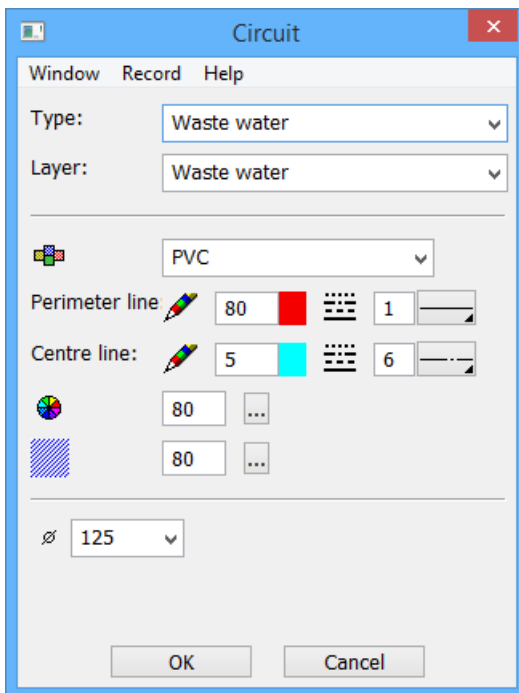 Circuit
Window Record Help
Type: Waste water
Layer: Waste water
PVC
Perimeter line: 80 1
Centre line: 5 6
80 ...
80 ...
ø 125
OK Cancel